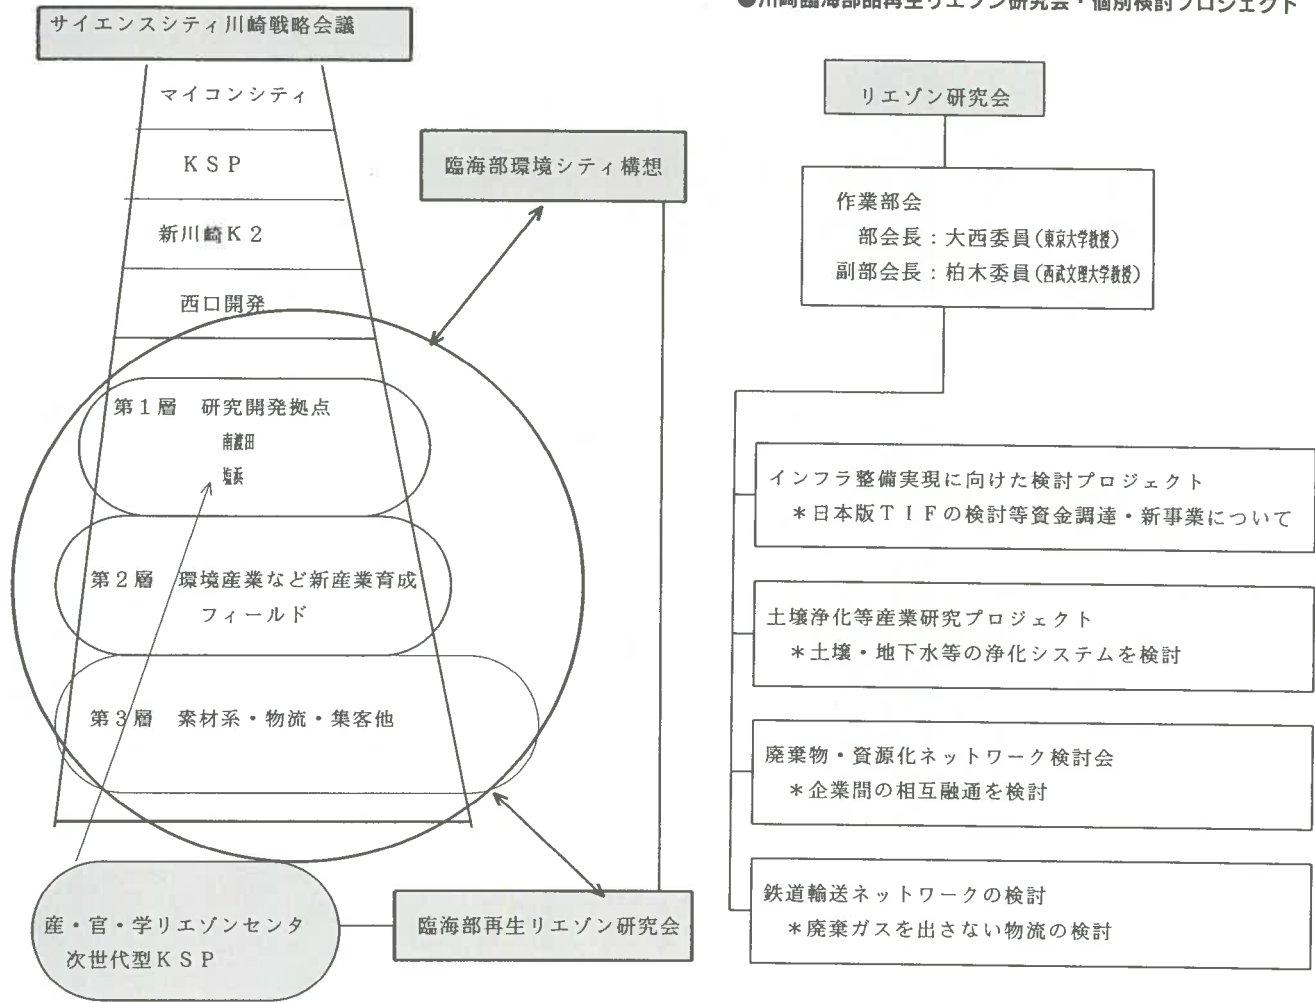 サイエンスシティ川崎戦略会議
マイコンシティ
KSP
新川崎K2
西口開発
第1層 研究開発拠点
南渡田
塩浜
第2層 環境産業など新産業育成
フィールド
第3層 素材系・物流・集客他
産・官・学リエゾンセンタ
次世代型KSP
臨海部環境シティ構想
臨海部再生リエゾン研究会
●川崎臨海部品再生リエゾン研究会・個別検討プロジェクト
リエゾン研究会
作業部会
部会長：大西委員(東京大学教授)
副部会長：柏木委員(西武文理大学教授)
インフラ整備実現に向けた検討プロジェクト
＊日本版TIFの検討等資金調達・新事業について
土壌浄化等産業研究プロジェクト
＊土壌・地下水等の浄化システムを検討
廃棄物・資源化ネットワーク検討会
＊企業間の相互融通を検討
鉄道輸送ネットワークの検討
＊廃棄ガスを出さない物流の検討